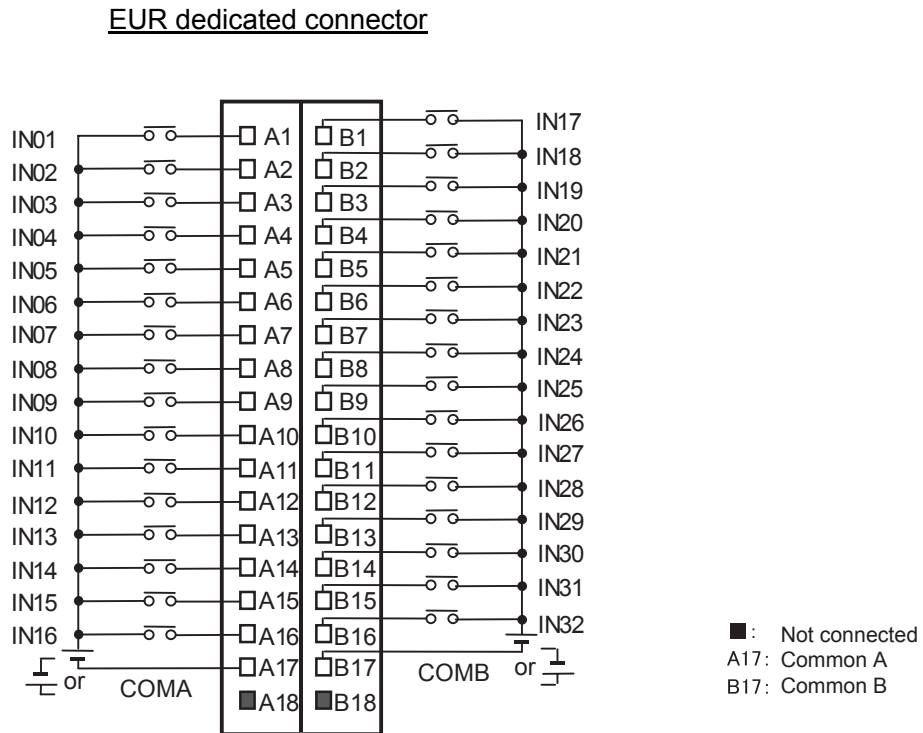 EUR dedicated connector
IN01 A1 B1 IN17
IN02 A2 B2 IN18
IN03 A3 B3 IN19
IN04 A4 B4 IN20
IN05 A5 B5 IN21
IN06 A6 B6 IN22
IN07 A7 B7 IN23
IN08 A8 B8 IN24
IN09 A9 B9 IN25
IN10 A10 B10 IN26
IN11 A11 B11 IN27
IN12 A12 B12 IN28
IN13 A13 B13 IN29
IN14 A14 B14 IN30
IN15 A15 B15 IN31
IN16 A16 B16 IN32
or COMA A17 B17 COMB or
A18 B18
■: Not connected
A17: Common A
B17: Common B